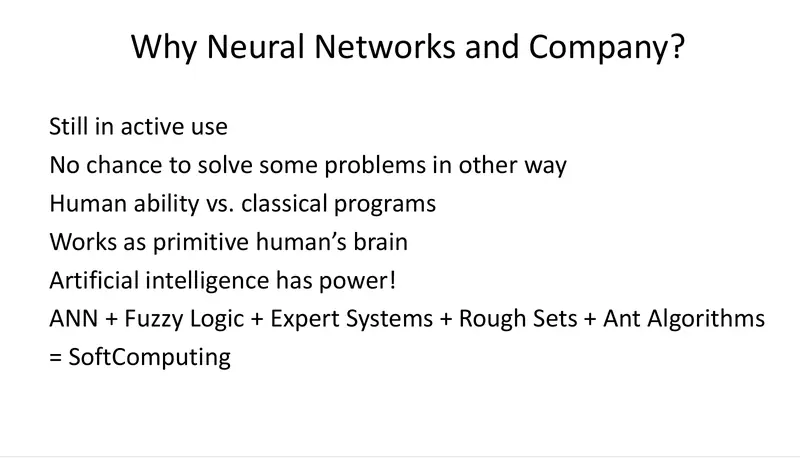 Why Neural Networks and Company?
Still in active use
No chance to solve some problems in other way
Human ability vs. classical programs
Works as primitive human’s brain
Artificial intelligence has power!
ANN + Fuzzy Logic + Expert Systems + Rough Sets + Ant Algorithms
= SoftComputing